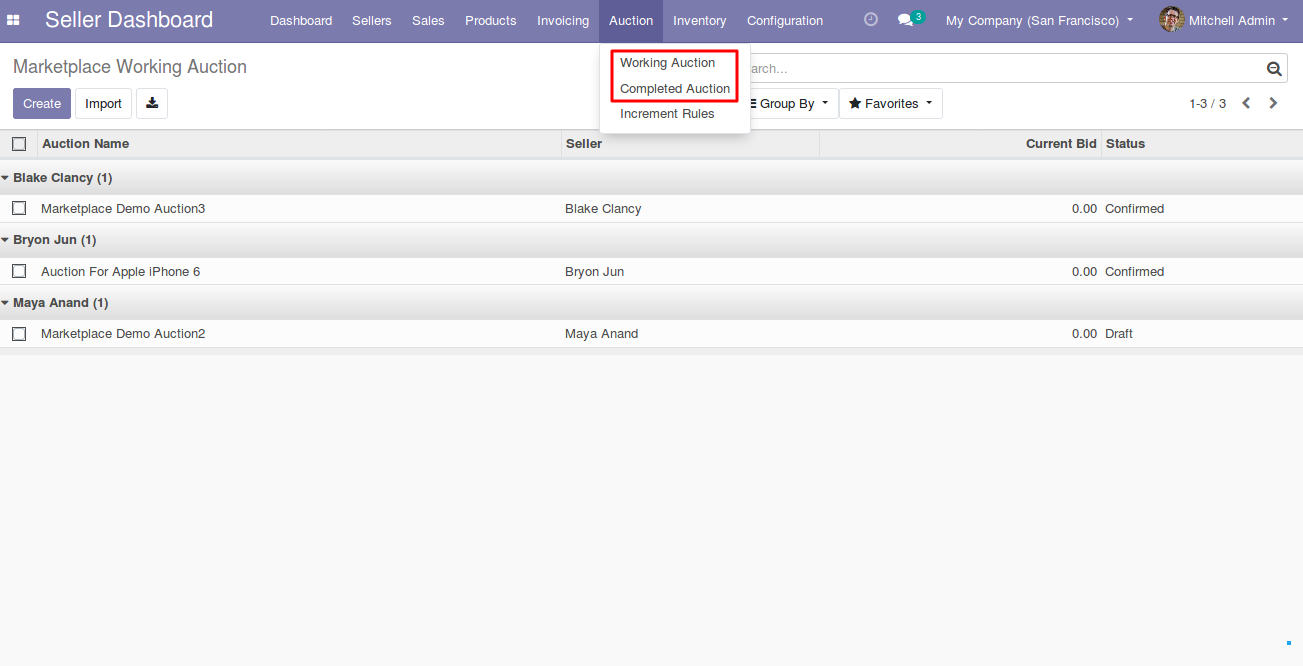 Seller Dashboard Dashboard Sellers Sales Products Invoicing Auction Inventory Configuration 3 My Company (San Francisco) Mitchell Admin
Marketplace Working Auction
Working Auction
Completed Auction
Increment Rules
arch...
Create Import Group By Favorites 1-3 / 3
Auction Name Seller Current Bid Status
Blake Clancy (1)
Marketplace Demo Auction3 Blake Clancy 0.00 Confirmed
Bryon Jun (1)
Auction For Apple iPhone 6 Bryon Jun 0.00 Confirmed
Maya Anand (1)
Marketplace Demo Auction2 Maya Anand 0.00 Draft